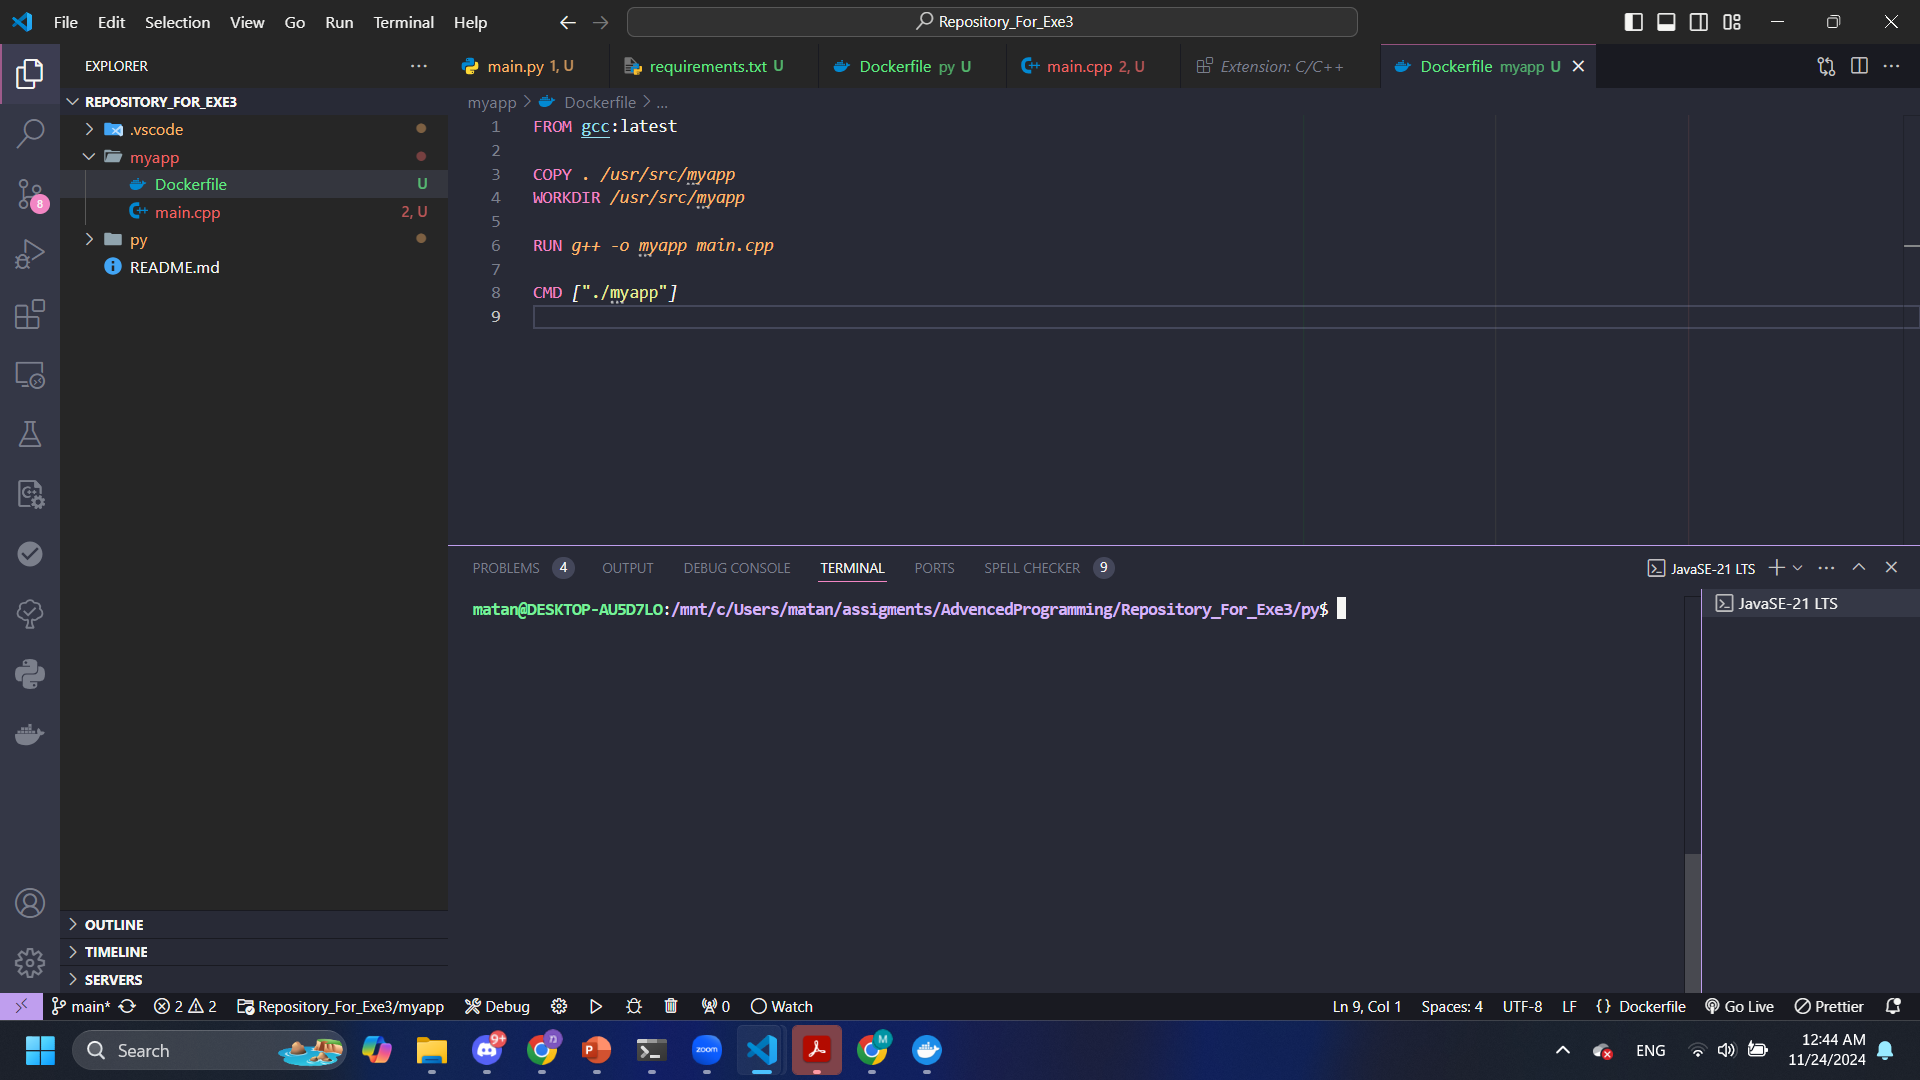 File Edit Selection View Go Run Terminal Help
Repository_For_Exe3
EXPLORER
main.py 1, U
requirements.txt U
Dockerfile py U
main.cpp 2, U
Extension: C/C++
Dockerfile myapp U
REPOSITORY_FOR_EXE3
.vscode
myapp
Dockerfile U
main.cpp 2, U
py
README.md
8
myapp > Dockerfile > ...
1 FROM gcc:latest
2
3 COPY . /usr/src/myapp
4 WORKDIR /usr/src/myapp
5
6 RUN g++ -o myapp main.cpp
7
8 CMD ["./myapp"]
9
PROBLEMS 4 OUTPUT DEBUG CONSOLE TERMINAL PORTS SPELL CHECKER 9
JavaSE-21 LTS
matan@DESKTOP-AU5D7LO:/mnt/c/Users/matan/assigments/AdvencedProgramming/Repository_For_Exe3/py$
JavaSE-21 LTS
OUTLINE
TIMELINE
SERVERS
main* 2 2 Repository_For_Exe3/myapp Debug 0 Watch
Ln 9, Col 1 Spaces: 4 UTF-8 LF {} Dockerfile Go Live Prettier
Search
9+
n
zoom
M
ENG
12:44 AM
11/24/2024